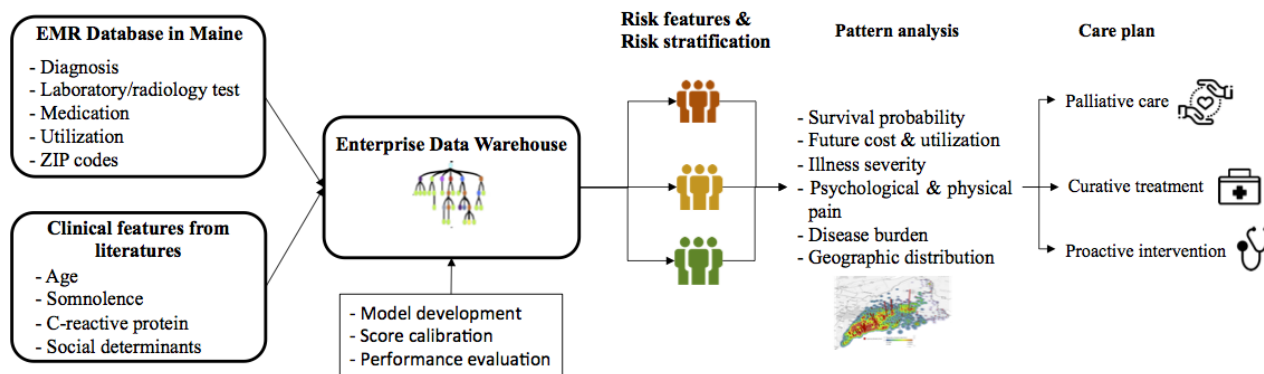 EMR Database in Maine
- Diagnosis
- Laboratory/radiology test
- Medication
- Utilization
- ZIP codes
Clinical features from
literatures
- Age
- Somnolence
- C-reactive protein
- Social determinants
Enterprise Data Warehouse
- Model development
- Score calibration
- Performance evaluation
Risk features &
Risk stratification
Pattern analysis
- Survival probability
- Future cost & utilization
- Illness severity
- Psychological & physical
pain
- Disease burden
- Geographic distribution
Care plan
Palliative care
Curative treatment
Proactive intervention